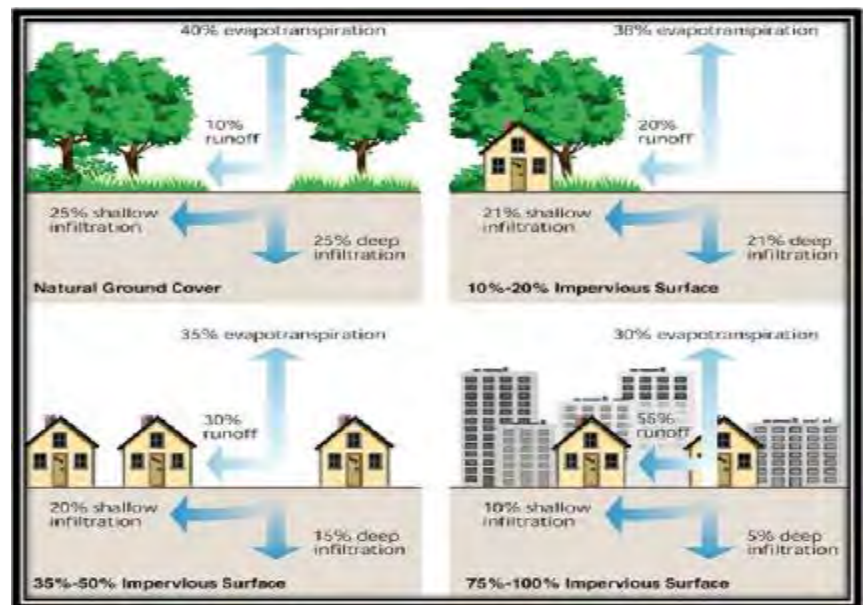 40% evapotranspiration
10%
runoff
25% shallow
infiltration
25% deep
infiltration
Natural Ground Cover
38% evapotranspiration
20%
runoff
21% shallow
infiltration
21% deep
infiltration
10%-20% Impervious Surface
35% evapotranspiration
30%
runoff
20% shallow
infiltration
15% deep
infiltration
35%-50% Impervious Surface
30% evapotranspiration
55%
runoff
10% shallow
infiltration
5% deep
infiltration
75%-100% Impervious Surface